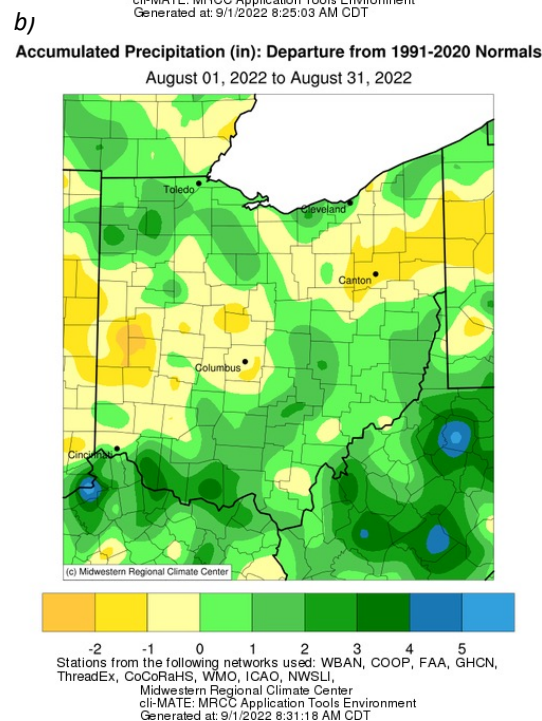 cli-MATE: MRCC Application Tools Environment
Generated at: 9/1/2022 8:25:03 AM CDT
b)
Accumulated Precipitation (in): Departure from 1991-2020 Normals
August 01, 2022 to August 31, 2022
Toledo
Cleveland
Canton
Columbus
Cincinnati
(c) Midwestern Regional Climate Center
-2 -1 0 1 2 3 4 5
Stations from the following networks used: WBAN, COOP, FAA, GHCN,
ThreadEx, CoCoRaHS, WMO, ICAO, NWSLI,
Midwestern Regional Climate Center
cli-MATE: MRCC Application Tools Environment
Generated at: 9/1/2022 8:31:18 AM CDT